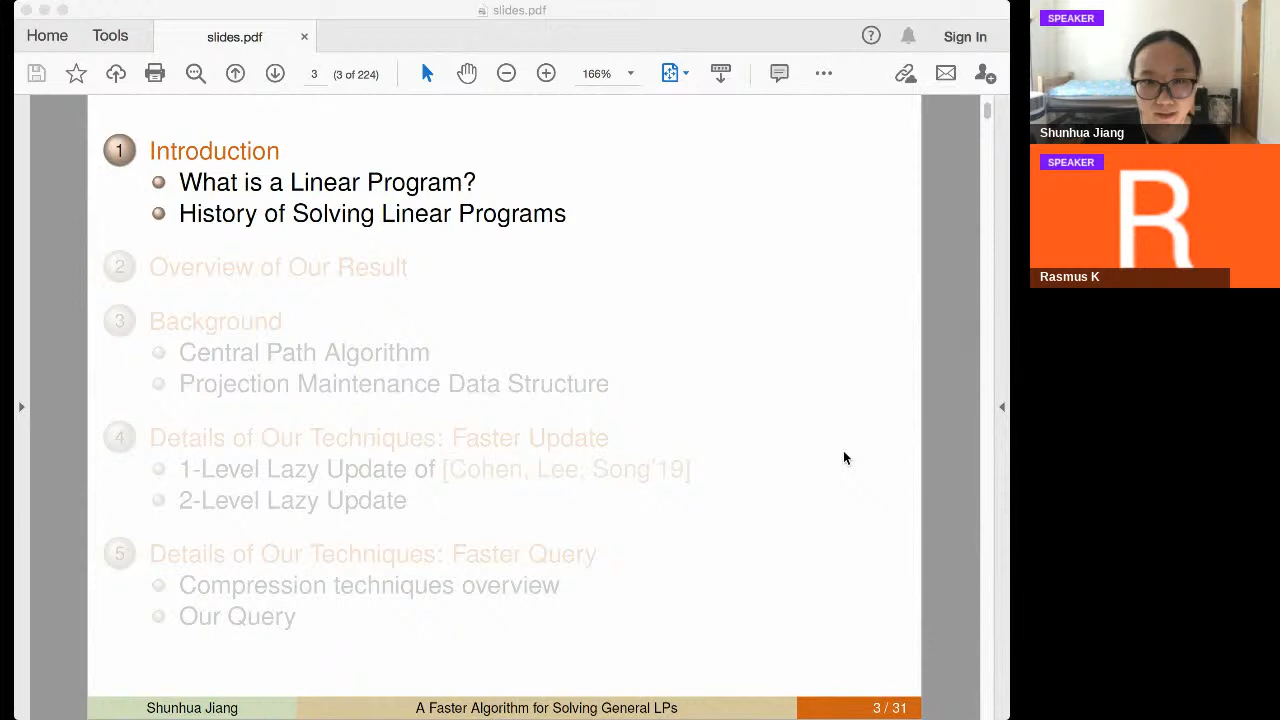 slides.pdf
Home
Tools
slides.pdf
×
Sign In
3
(3 of 224)
166%
1 Introduction
What is a Linear Program?
History of Solving Linear Programs
2 Overview of Our Result
3 Background
Central Path Algorithm
Projection Maintenance Data Structure
4 Details of Our Techniques: Faster Update
1-Level Lazy Update of [Cohen, Lee, Song'19]
2-Level Lazy Update
5 Details of Our Techniques: Faster Query
Compression techniques overview
Our Query
Shunhua Jiang
A Faster Algorithm for Solving General LPs
3 / 31
SPEAKER
Shunhua Jiang
SPEAKER
R
Rasmus K